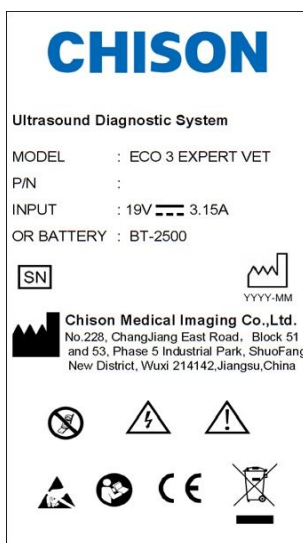 CHISON
Ultrasound Diagnostic System
MODEL : ECO 3 EXPERT VET
P/N :
INPUT : 19V 3.15A
OR BATTERY : BT-2500
SN
YYYY-MM
Chison Medical Imaging Co.,Ltd.
No.228, ChangJiang East Road, Block 51
and 53, Phase 5 Industrial Park, ShuoFang
New District, Wuxi 214142,Jiangsu,China
CE